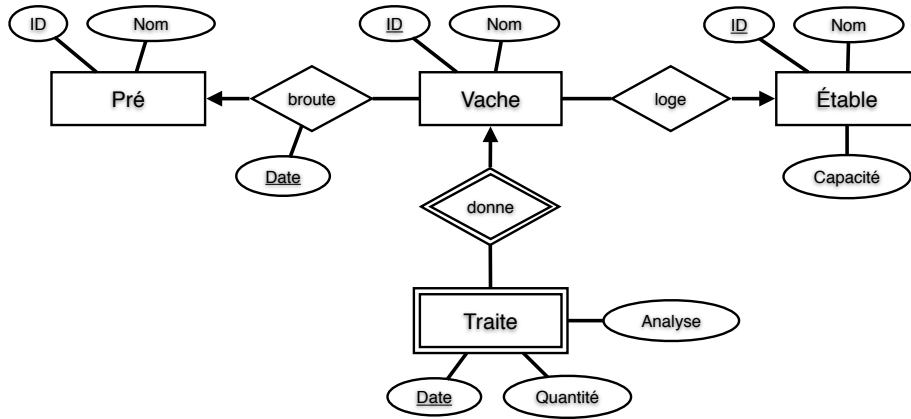 ID
Nom
ID
Nom
ID
Nom
Pré
broute
Vache
loge
Étable
Date
Capacité
donne
Traite
Analyse
Date
Quantité